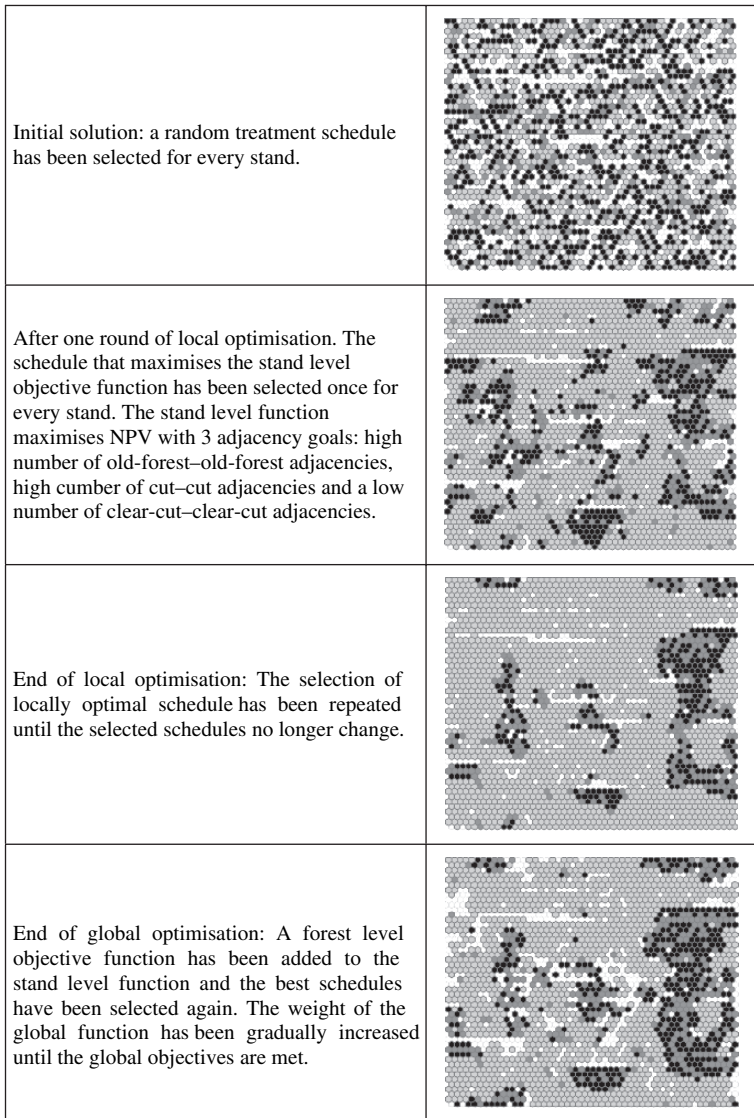 Initial solution: a random treatment schedule
has been selected for every stand.
After one round of local optimisation. The
schedule that maximises the stand level
objective function has been selected once for
every stand. The stand level function
maximises NPV with 3 adjacency goals: high
number of old-forest–old-forest adjacencies,
high cumber of cut–cut adjacencies and a low
number of clear-cut–clear-cut adjacencies.
End of local optimisation: The selection of
locally optimal schedule has been repeated
until the selected schedules no longer change.
End of global optimisation: A forest level
objective function has been added to the
stand level function and the best schedules
have been selected again. The weight of the
global function has been gradually increased
until the global objectives are met.